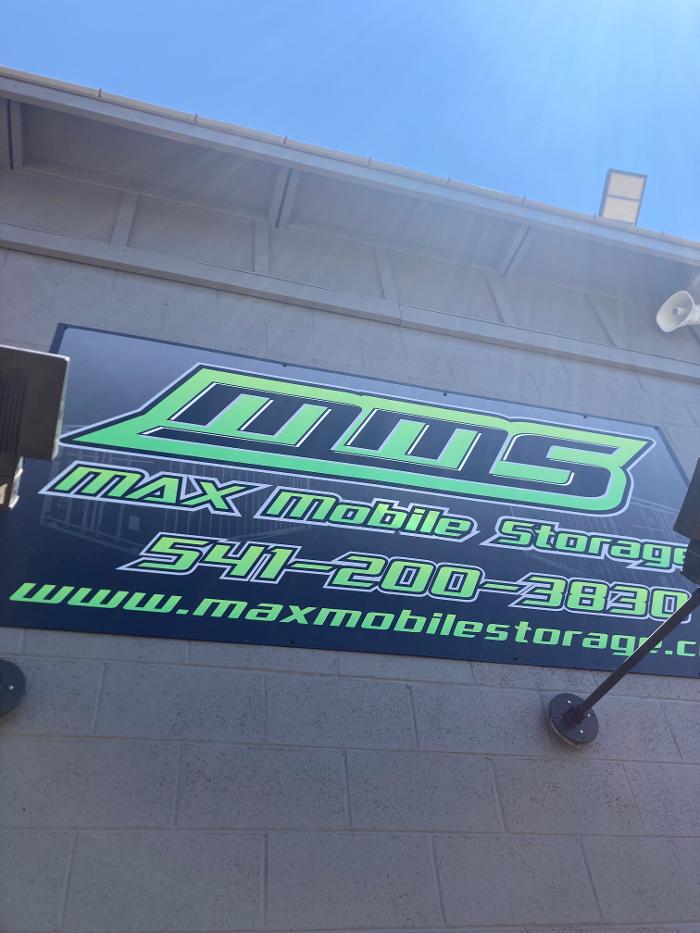 MMS
MAX Mobile Storage
541-200-3830
www.maxmobilestorage.c